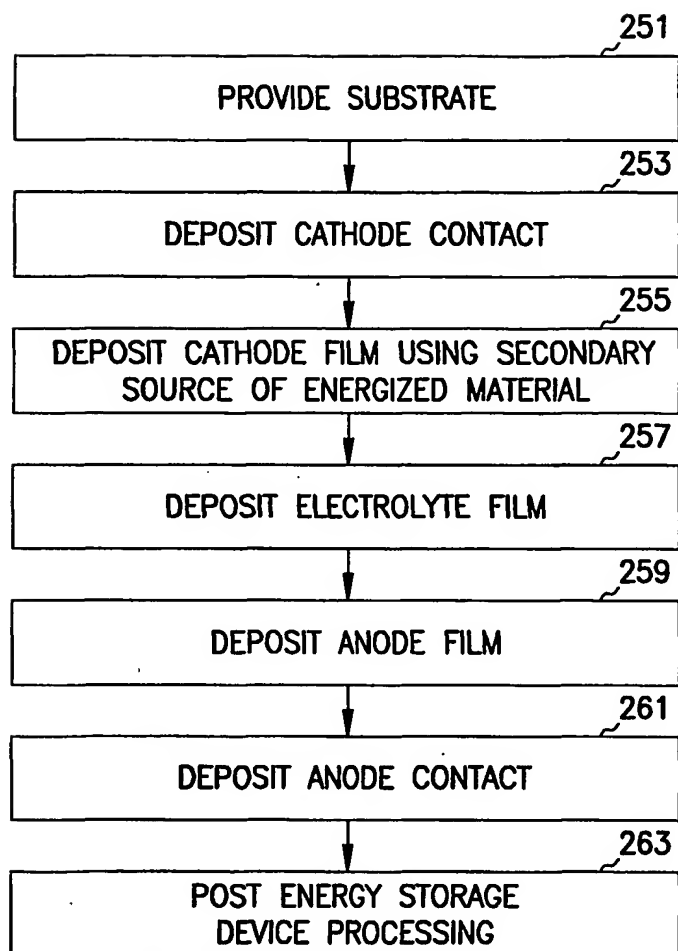 251
PROVIDE SUBSTRATE
253
DEPOSIT CATHODE CONTACT
255
DEPOSIT CATHODE FILM USING SECONDARY
SOURCE OF ENERGIZED MATERIAL
257
DEPOSIT ELECTROLYTE FILM
259
DEPOSIT ANODE FILM
261
DEPOSIT ANODE CONTACT
263
POST ENERGY STORAGE
DEVICE PROCESSING